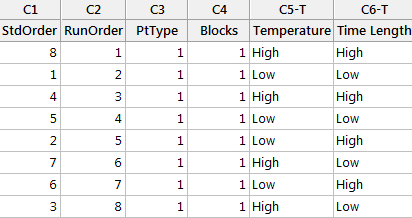 C1 C2 C3 C4 C5-T C6-T
StdOrder RunOrder PtType Blocks Temperature Time Length
8 1 1 1 High High
1 2 1 1 Low Low
4 3 1 1 High High
5 4 1 1 Low Low
2 5 1 1 Low High
7 6 1 1 High Low
6 7 1 1 Low High
3 8 1 1 High Low